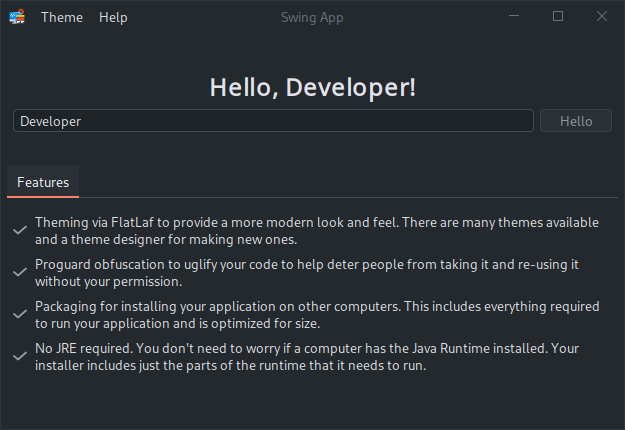 Theme Help Swing App
Hello, Developer!
Developer Hello
Features
Theming via FlatLaf to provide a more modern look and feel. There are many themes available
and a theme designer for making new ones.
Proguard obfuscation to uglify your code to help deter people from taking it and re-using it
without your permission.
Packaging for installing your application on other computers. This includes everything required
to run your application and is optimized for size.
No JRE required. You don't need to worry if a computer has the Java Runtime installed. Your
installer includes just the parts of the runtime that it needs to run.